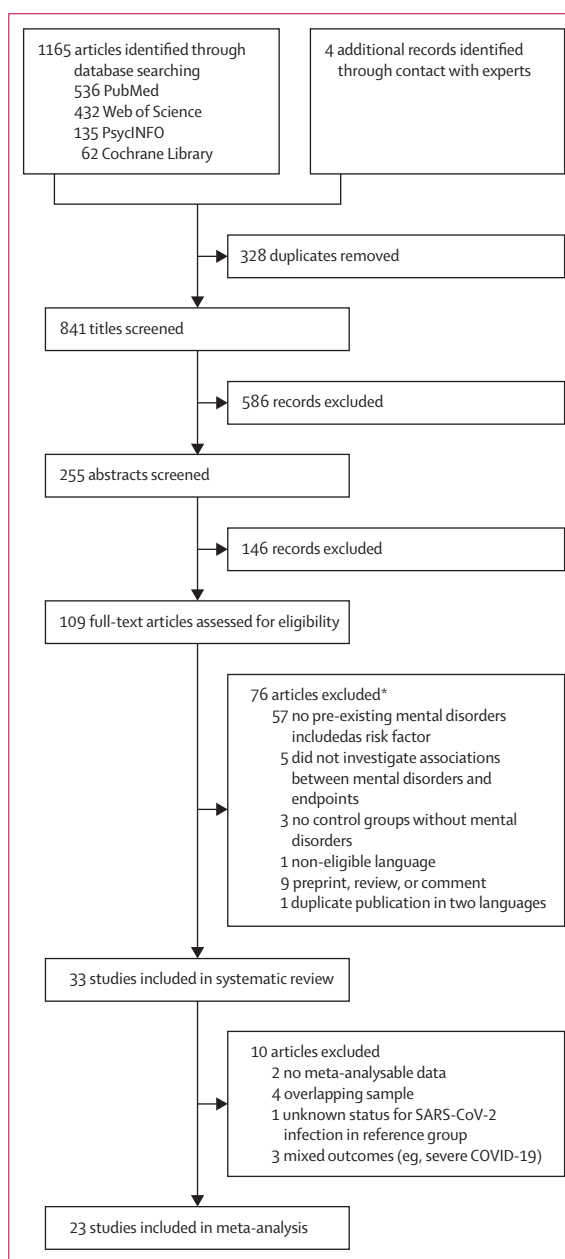 1165 articles identified through
database searching
536 PubMed
432 Web of Science
135 PsycINFO
62 Cochrane Library
4 additional records identified
through contact with experts
328 duplicates removed
841 titles screened
586 records excluded
255 abstracts screened
146 records excluded
109 full-text articles assessed for eligibility
76 articles excluded*
57 no pre-existing mental disorders
includedas risk factor
5 did not investigate associations
between mental disorders and
endpoints
3 no control groups without mental
disorders
1 non-eligible language
9 preprint, review, or comment
1 duplicate publication in two languages
33 studies included in systematic review
10 articles excluded
2 no meta-analysable data
4 overlapping sample
1 unknown status for SARS-CoV-2
infection in reference group
3 mixed outcomes (eg, severe COVID-19)
23 studies included in meta-analysis